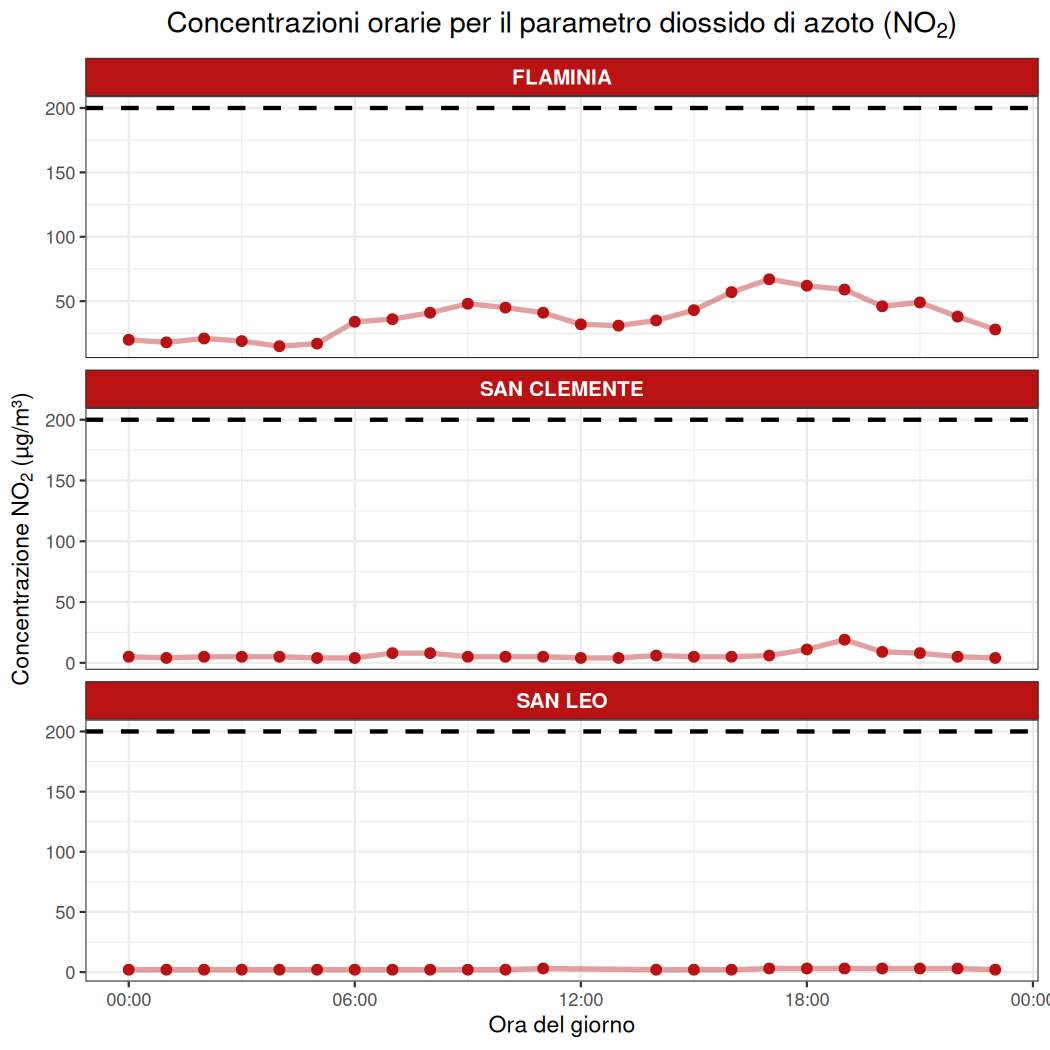 Concentrazioni orarie per il parametro diossido di azoto (NO₂)
FLAMINIA
200
150
100
50
SAN CLEMENTE
200
150
100
50
0
SAN LEO
200
150
100
50
0
00:00 06:00 12:00 18:00 00:0
Ora del giorno
Concentrazione NO₂ (µg/m³)